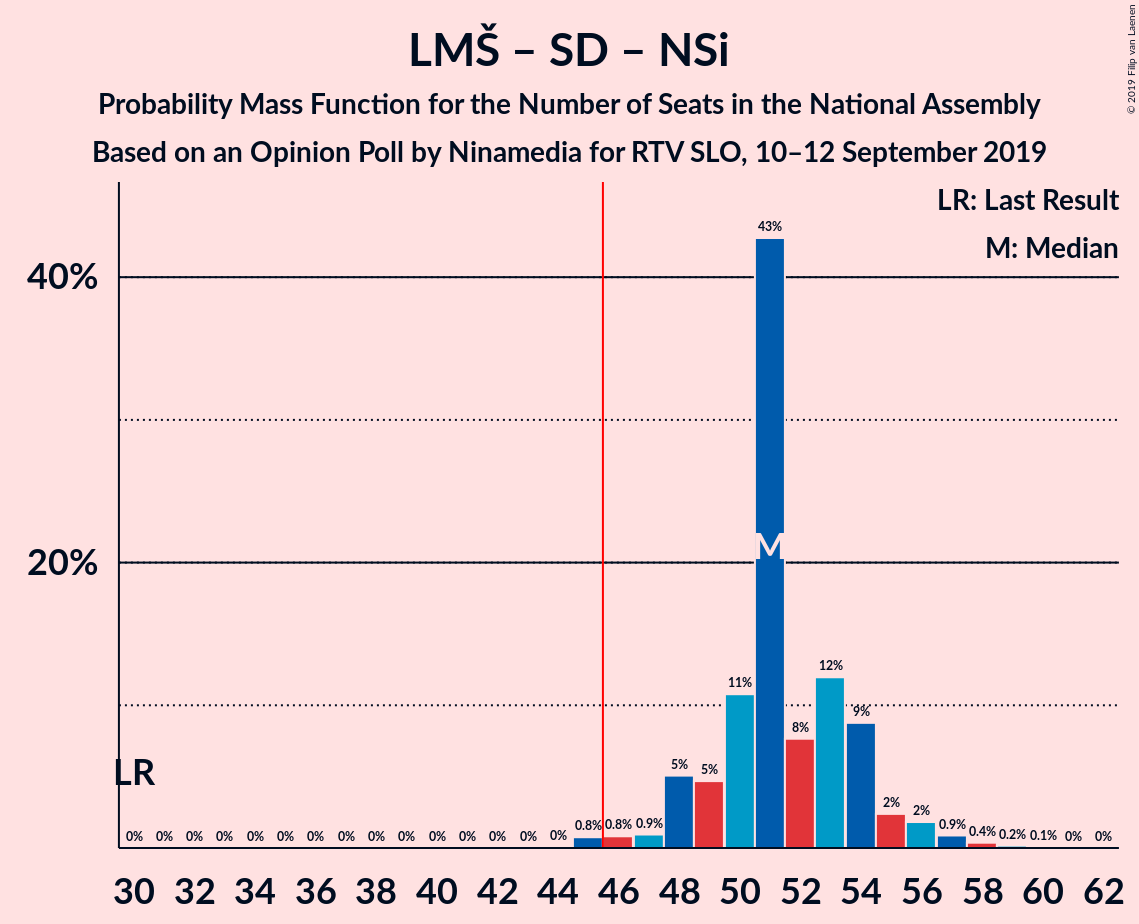 LMŠ – SD – NSi
Probability Mass Function for the Number of Seats in the National Assembly
Based on an Opinion Poll by Ninamedia for RTV SLO, 10–12 September 2019
© 2019 Filip van Laenen
LR: Last Result
M: Median
43%
40%
M
20%
12%
11%
9%
8%
LR
5% 5%
2% 2%
0% 0% 0% 0% 0% 0% 0% 0% 0% 0% 0% 0% 0% 0% 0% 0.8% 0.8% 0.9% 0.9% 0.4% 0.2% 0.1% 0% 0%
30 32 34 36 38 40 42 44 46 48 50 52 54 56 58 60 62